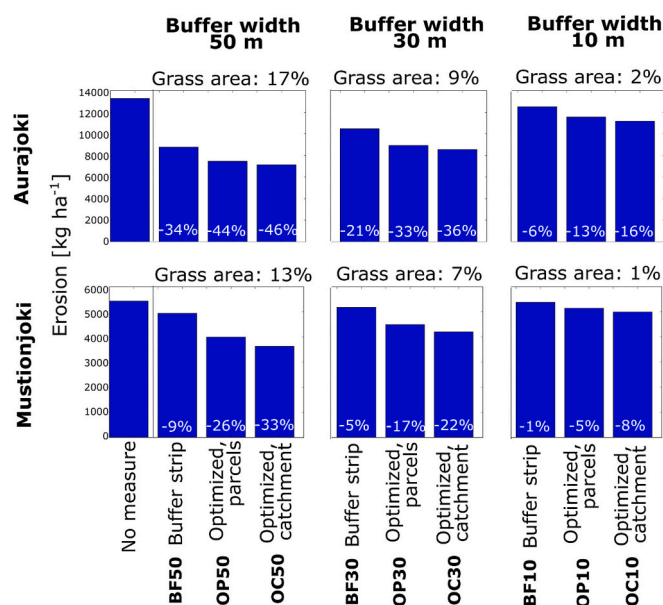 Buffer width
50 m
Buffer width
30 m
Buffer width
10 m
Grass area: 17%
Grass area: 9%
Grass area: 2%
Aurajoki
Mustionjoki
Erosion [kg ha⁻¹]
14000
12000
10000
8000
6000
4000
2000
0
-34%
-44%
-46%
-21%
-33%
-36%
-6%
-13%
-16%
Grass area: 13%
Grass area: 7%
Grass area: 1%
6000
5000
4000
3000
2000
1000
0
-9%
-26%
-33%
-5%
-17%
-22%
-1%
-5%
-8%
No measure
BF50 Buffer strip
OP50 Optimized,
parcels
OC50 Optimized,
catchment
BF30 Buffer strip
OP30 Optimized,
parcels
OC30 Optimized,
catchment
BF10 Buffer strip
OP10 Optimized,
parcels
OC10 Optimized,
catchment